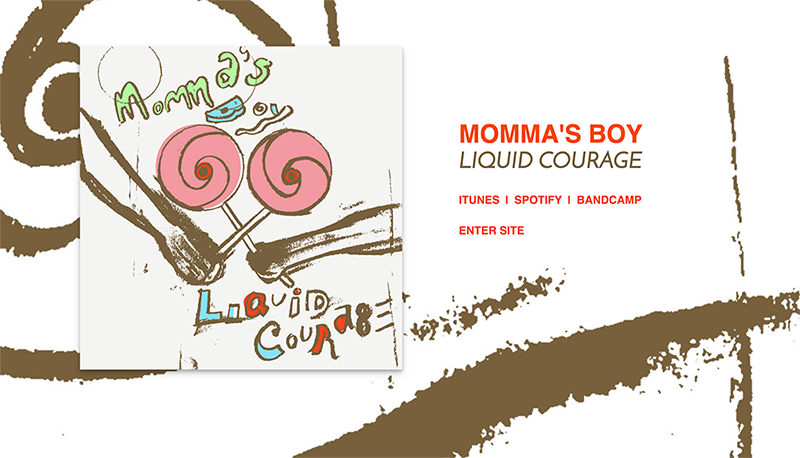 Momma's
Boy
Liquid
Courage
MOMMA'S BOY
LIQUID COURAGE
ITUNES | SPOTIFY | BANDCAMP
ENTER SITE